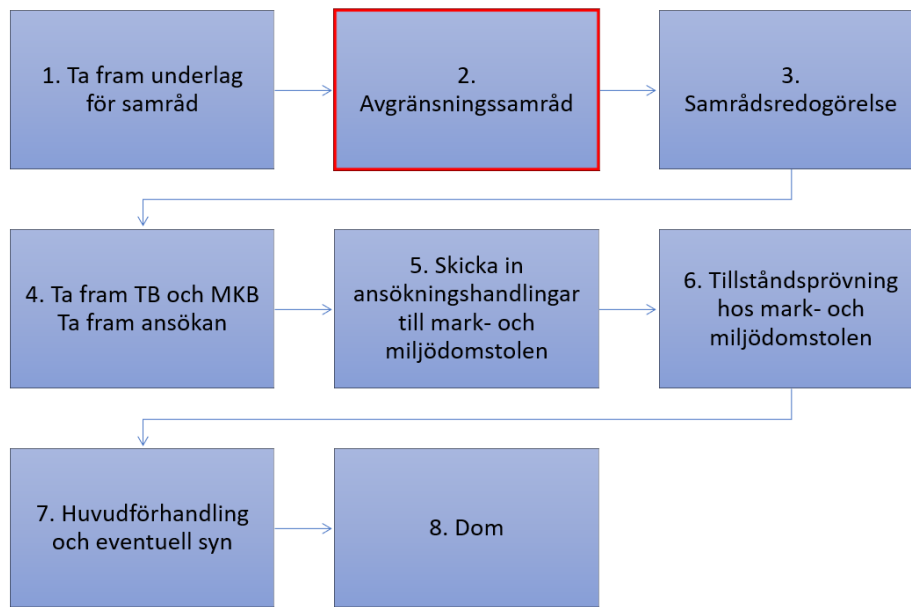 1. Ta fram underlag
för samråd
2.
Avgränsningssamråd
3.
Samrådsredogörelse
4. Ta fram TB och MKB
Ta fram ansökan
5. Skicka in
ansökningshandlingar
till mark- och
miljödomstolen
6. Tillståndsprövning
hos mark- och
miljödomstolen
7. Huvudförhandling
och eventuell syn
8. Dom